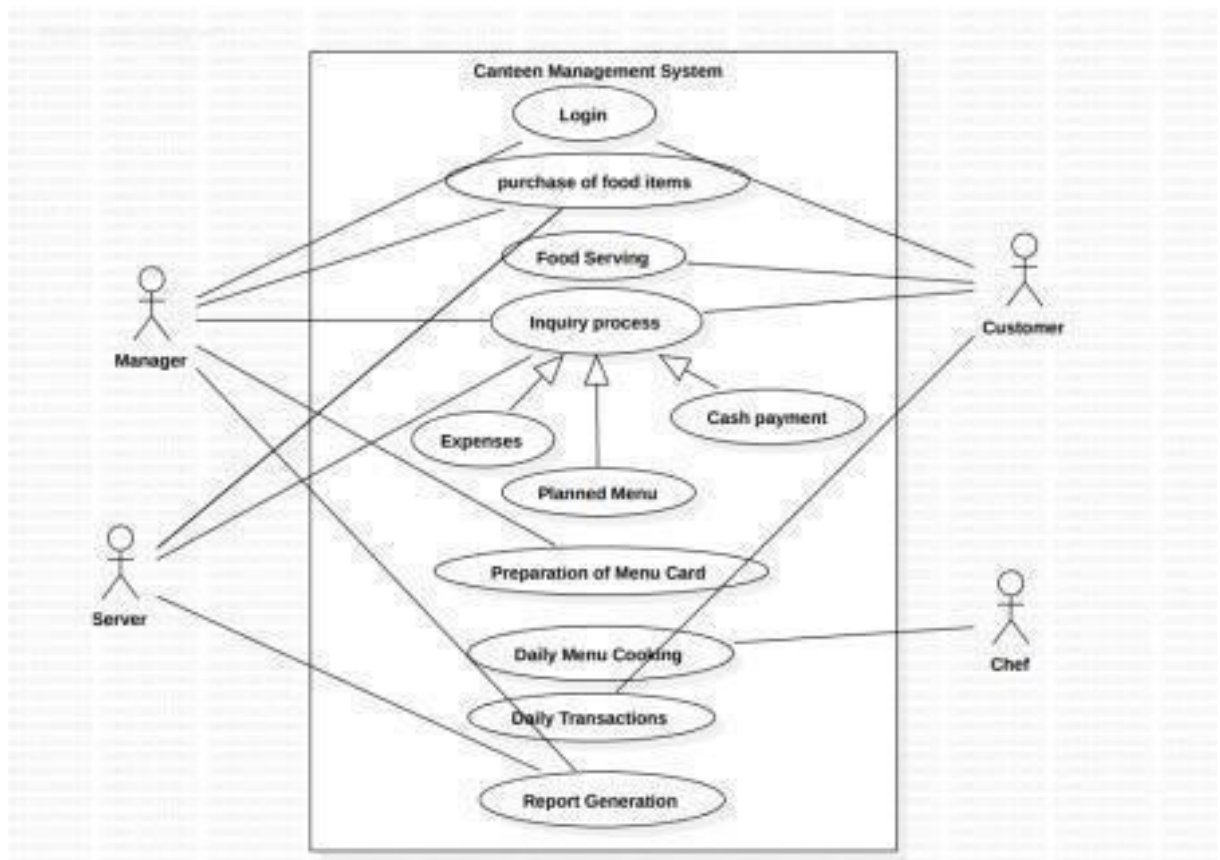 Canteen Management System
Login
purchase of food items
Food Serving
Inquiry process
Customer
Manager
Cash payment
Expenses
Planned Menu
Preparation of Menu Card
Server
Daily Menu Cooking
Chef
Daily Transactions
Report Generation